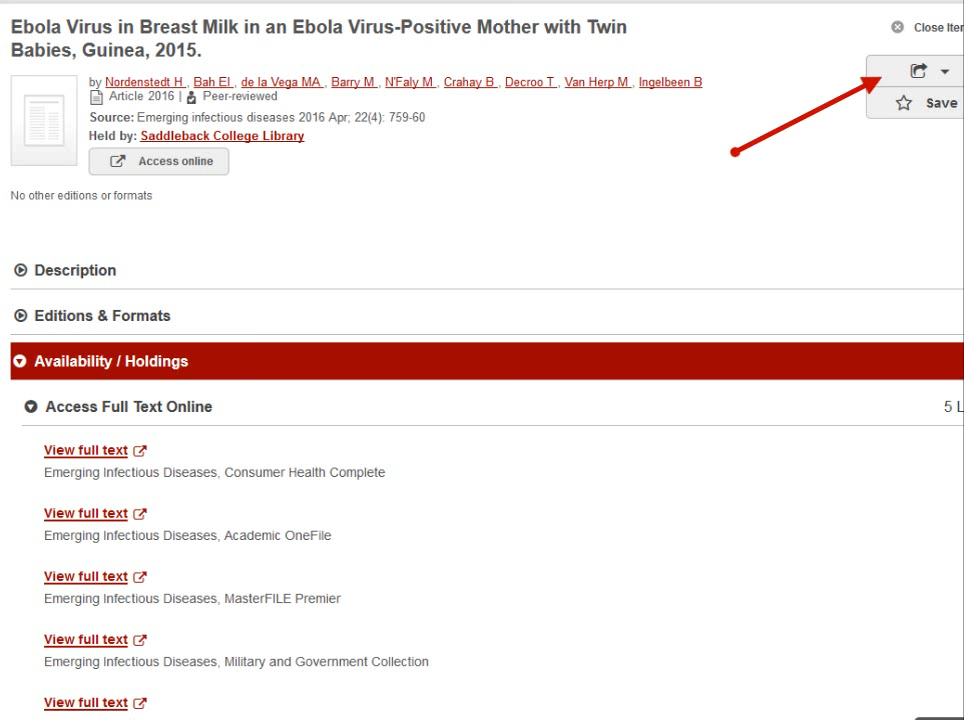 Ebola Virus in Breast Milk in an Ebola Virus-Positive Mother with Twin
Babies, Guinea, 2015.
Close Iter
by Nordenstedt H , Bah EI , de la Vega MA , Barry M , N'Faly M , Crahay B , Decroo T , Van Herp M , Ingelbeen B
Article 2016 | Peer-reviewed
Source: Emerging infectious diseases 2016 Apr; 22(4): 759-60
Held by: Saddleback College Library
Access online
Save
No other editions or formats
Description
Editions & Formats
Availability / Holdings
Access Full Text Online
5 L
View full text
Emerging Infectious Diseases, Consumer Health Complete
View full text
Emerging Infectious Diseases, Academic OneFile
View full text
Emerging Infectious Diseases, MasterFILE Premier
View full text
Emerging Infectious Diseases, Military and Government Collection
View full text